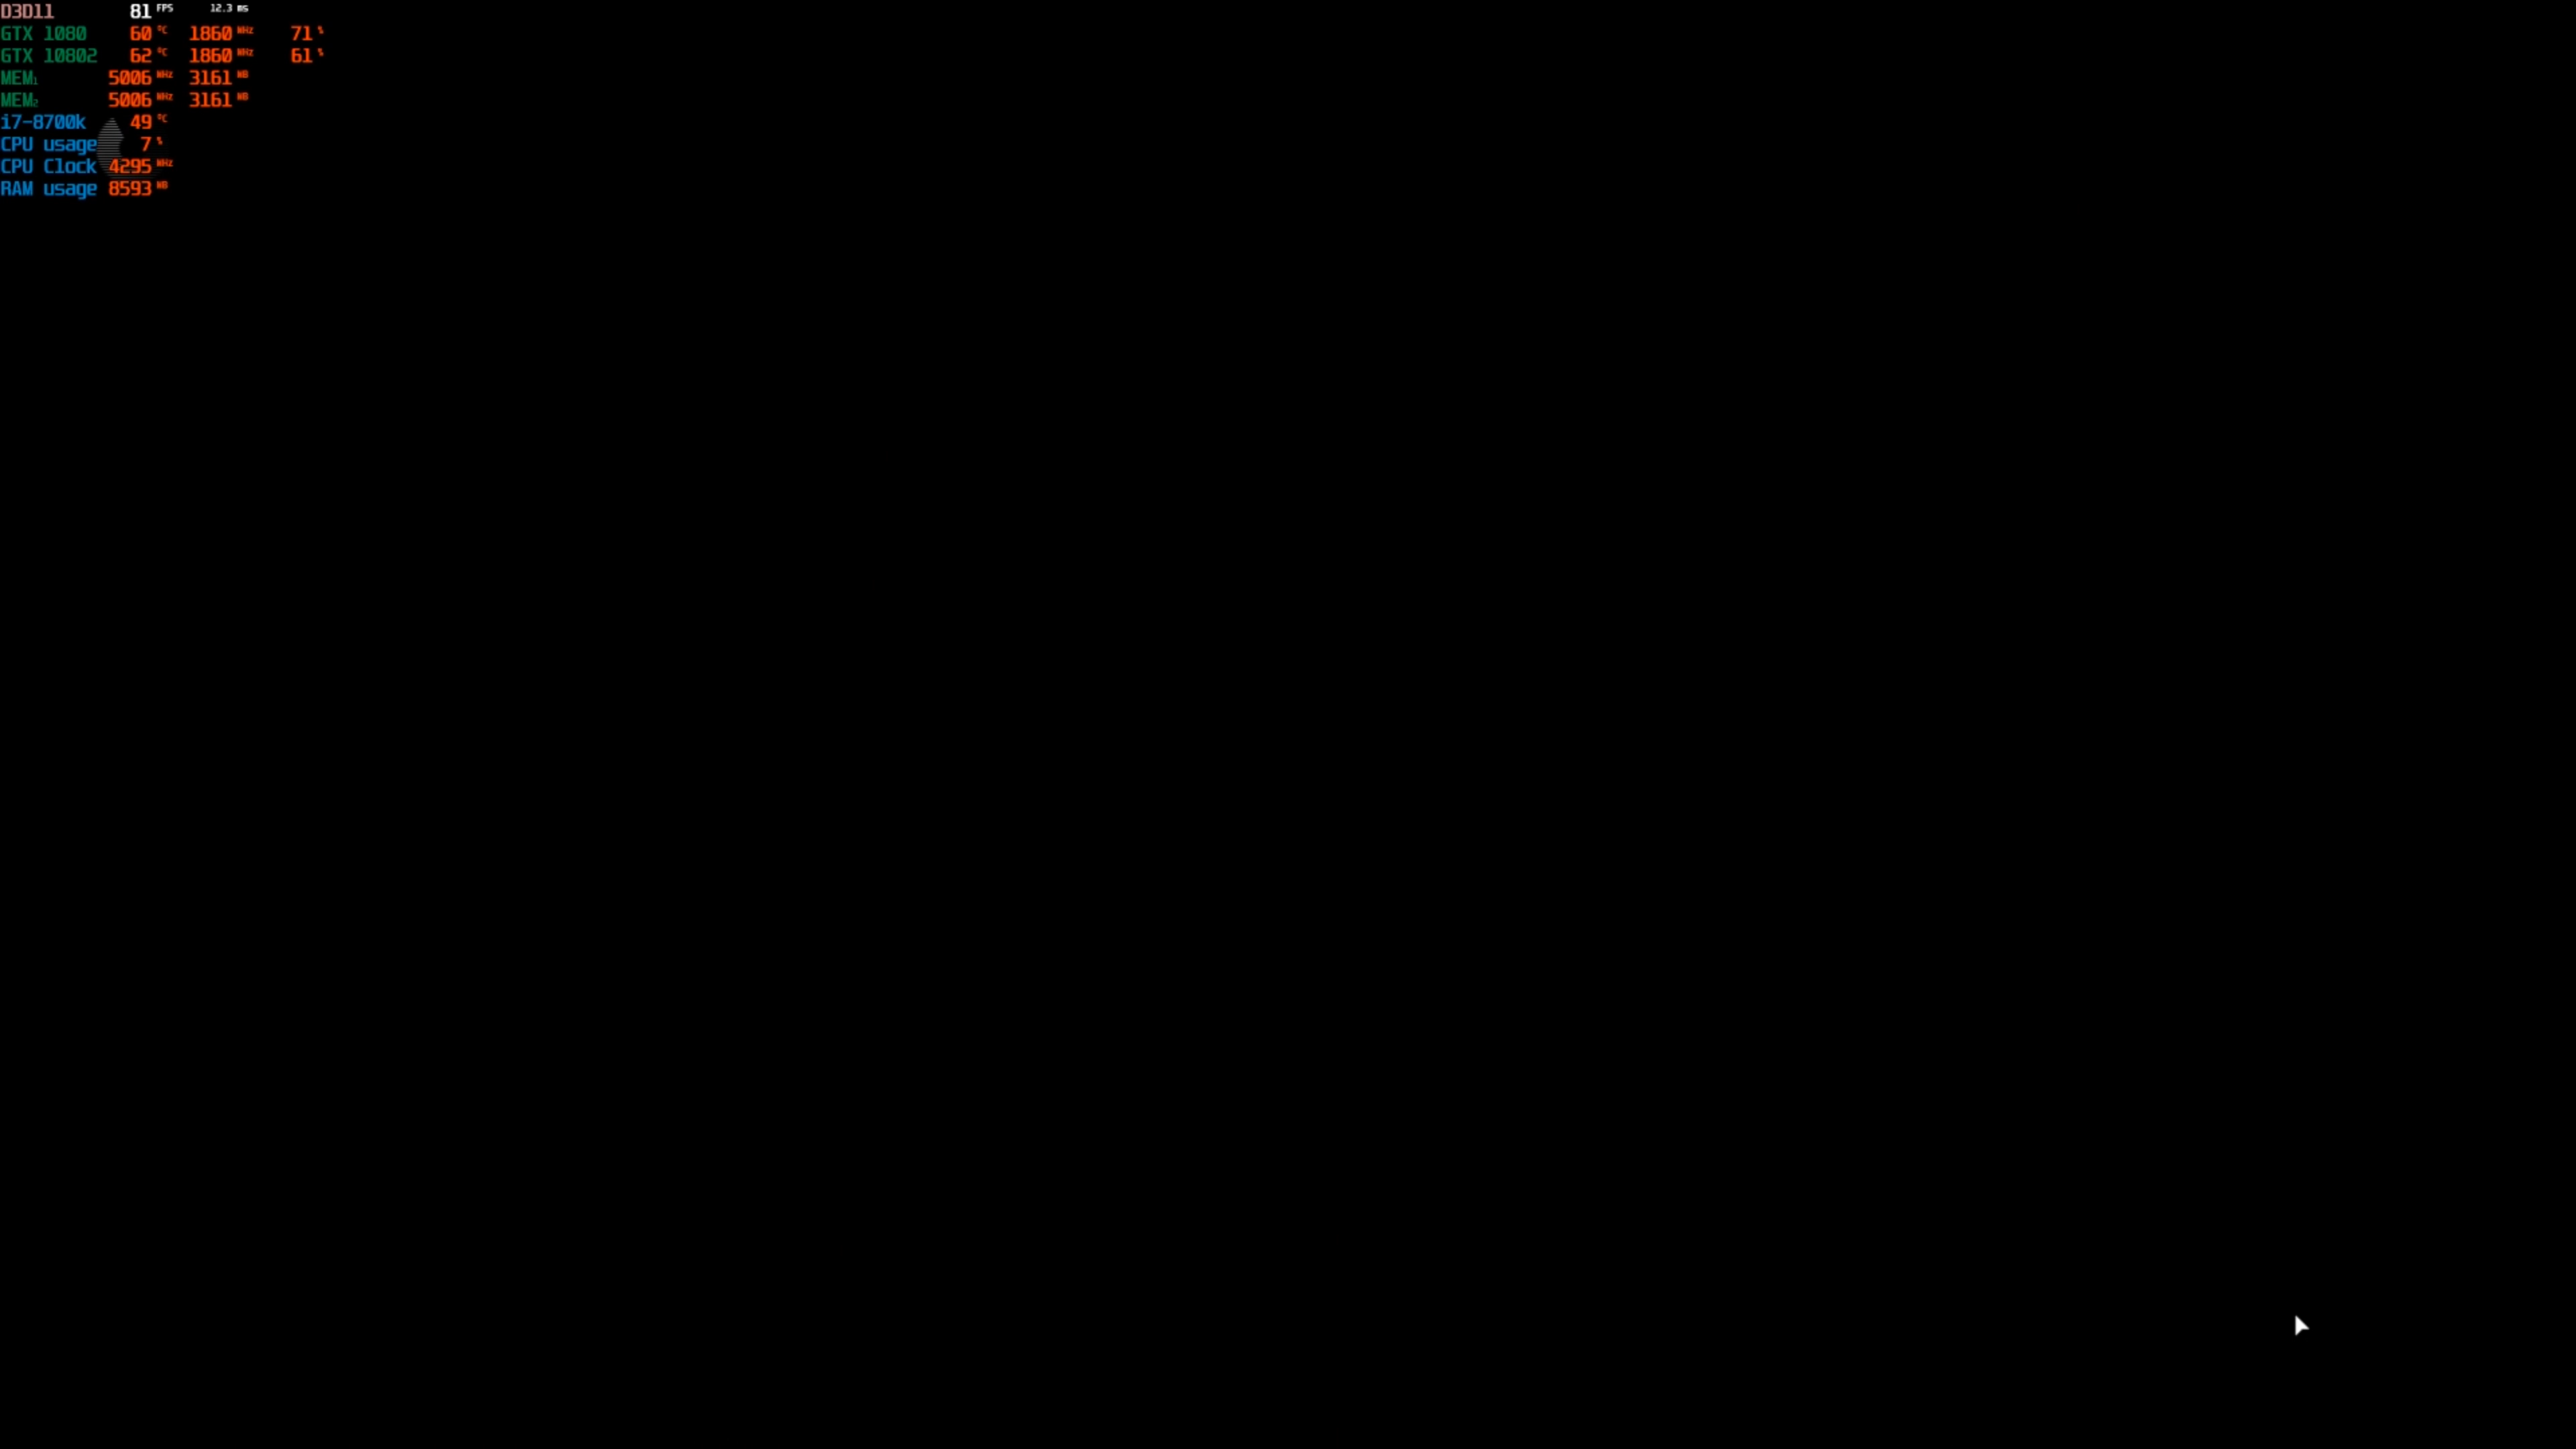 D3D11 81 FPS 12.3 ms
GTX 1080 60 °C 1860 MHz 71 %
GTX 10802 62 °C 1860 MHz 61 %
MEM1 5006 MHz 3161 MB
MEM2 5006 MHz 3161 MB
i7-8700k 49 °C
CPU usage 7 %
CPU Clock 4295 MHz
RAM usage 8593 MB